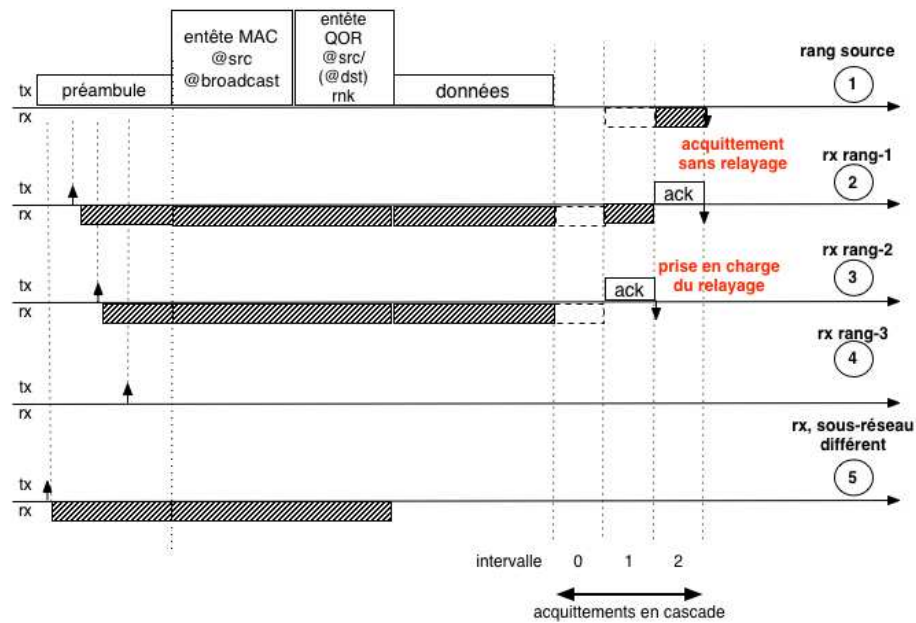 entête MAC
@src
@broadcast
entête
QOR
@src/
(@dst)
rnk
rang source
1
tx
préambule
données
rx
acquittement
sans relayage
rx rang-1
2
tx
ack
rx
prise en charge
du relayage
rx rang-2
3
tx
ack
rx
rx rang-3
4
tx
rx
rx, sous-réseau
différent
5
tx
rx
intervalle 0 1 2
acquittements en cascade